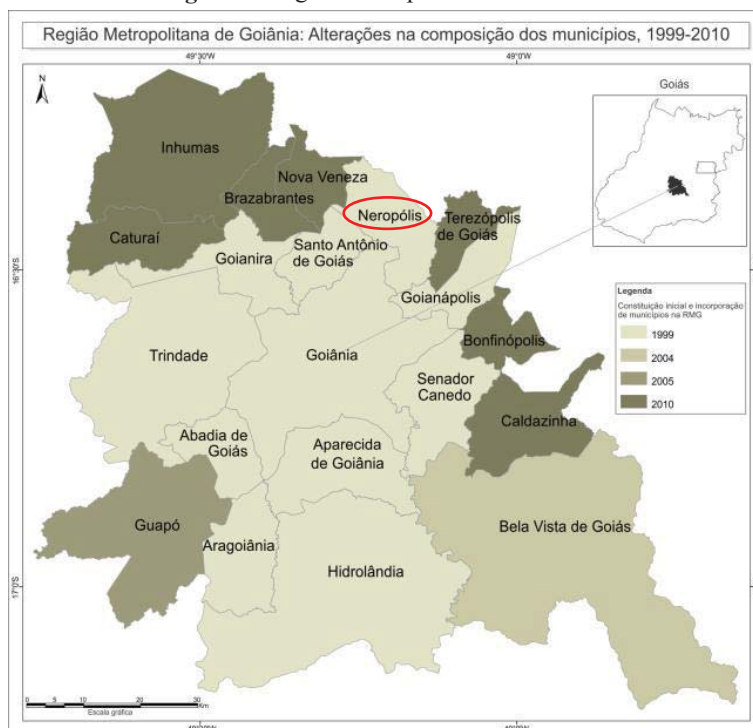 Região Metropolitana de Goiânia: Alterações na composição dos municípios, 1999-2010
49°30'W
49°0'W
N
Goiás
Inhumas
Nova Veneza
Brazabrantes
Neropólis
Terezópolis
de Goiás
Caturaí
Goianira
Santo Antônio
de Goiás
16°30'S
Goianápolis
Legenda
Constituição inicial e incorporação
de municípios na RMG
1999
2004
2005
2010
Bonfinópolis
Trindade
Goiânia
Senador
Canedo
Caldazinha
Abadia de
Goiás
Aparecida
de Goiânia
Guapó
Bela Vista de Goiás
Aragoiânia
Hidrolândia
17°0'S
0 5 10 20 30
Km
Escala gráfica